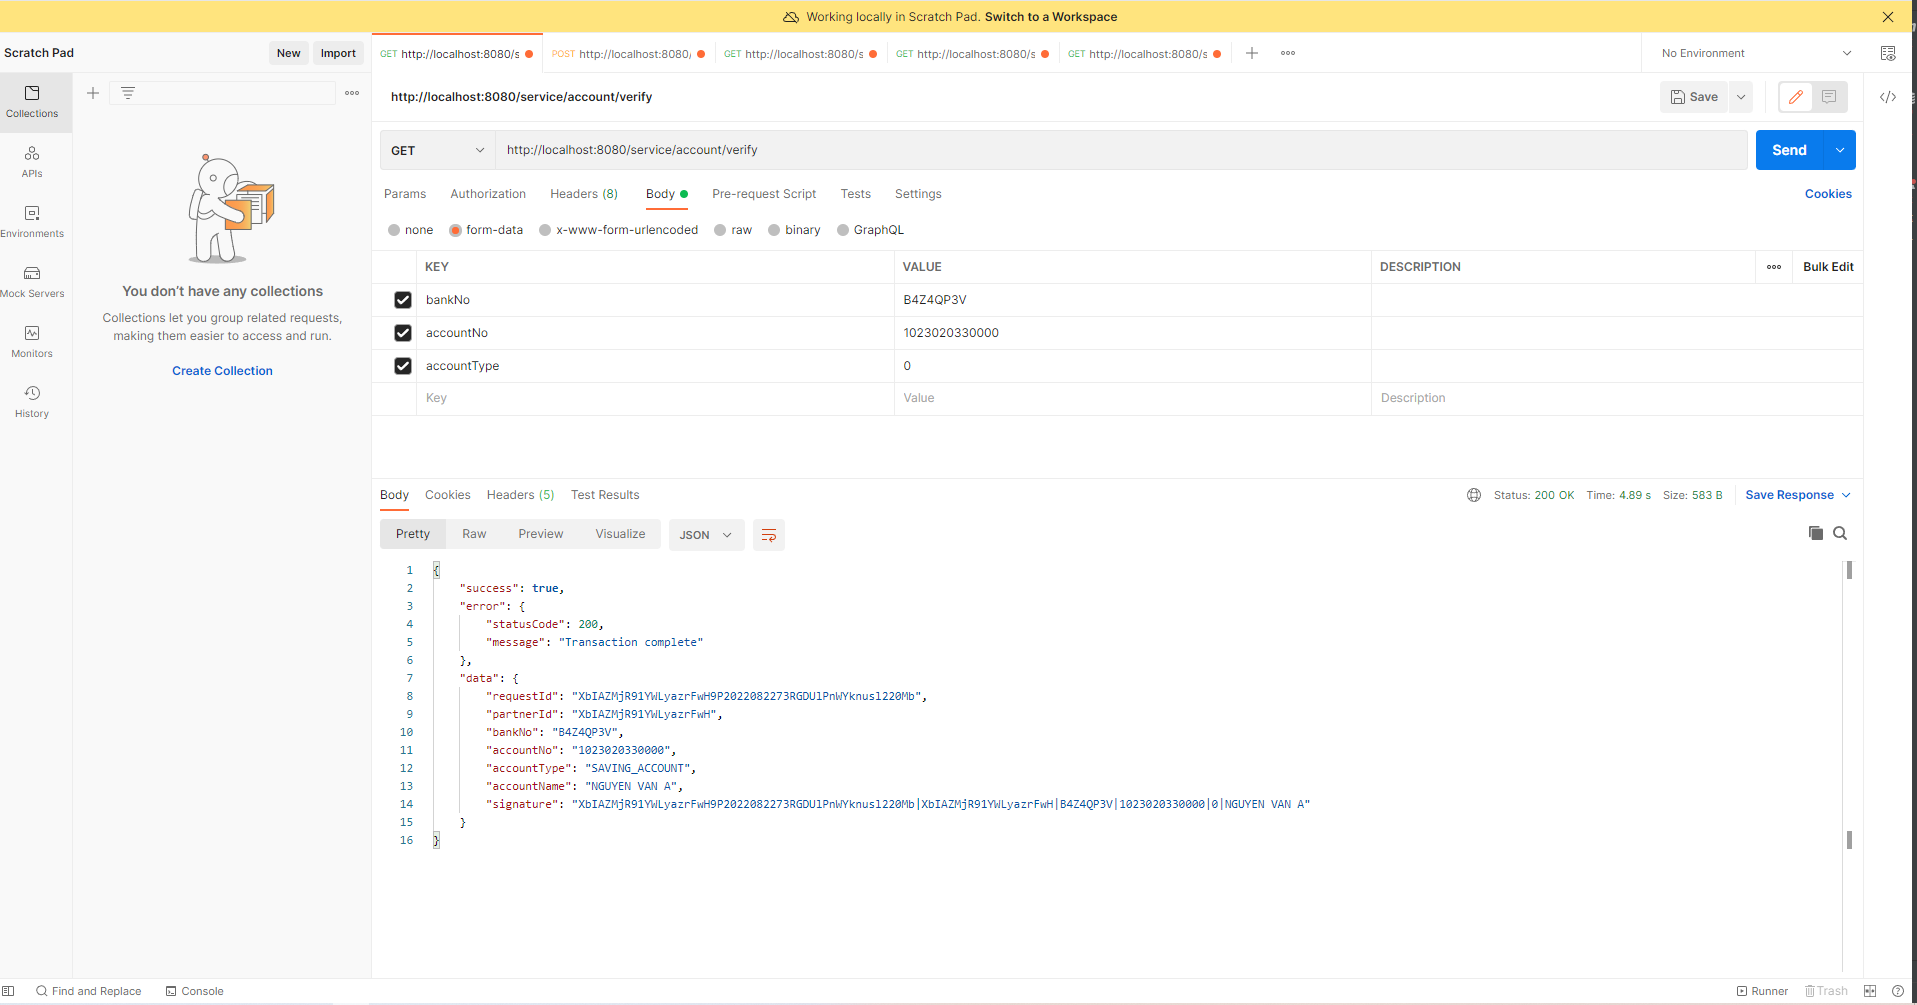 Working locally in Scratch Pad. Switch to a Workspace
Scratch Pad
New
Import
GET http://localhost:8080/s
POST http://localhost:8080/
GET http://localhost:8080/s
GET http://localhost:8080/s
GET http://localhost:8080/s
No Environment
Collections
APIs
Environments
Mock Servers
Monitors
History
You don't have any collections
Collections let you group related requests,
making them easier to access and run.
Create Collection
http://localhost:8080/service/account/verify
Save
GET
http://localhost:8080/service/account/verify
Send
Params
Authorization
Headers (8)
Body
Pre-request Script
Tests
Settings
Cookies
none
form-data
x-www-form-urlencoded
raw
binary
GraphQL
KEY
VALUE
DESCRIPTION
Bulk Edit
bankNo
B4Z4QP3V
accountNo
1023020330000
accountType
0
Key
Value
Description
Body
Cookies
Headers (5)
Test Results
Status: 200 OK
Time: 4.89 s
Size: 583 B
Save Response
Pretty
Raw
Preview
Visualize
JSON
1 {
2 "success": true,
3 "error": {
4 "statusCode": 200,
5 "message": "Transaction complete"
6 },
7 "data": {
8 "requestId": "XbIAZMjR91YWLyazrFwH9P2022082273RGDUlPnWYknusl220Mb",
9 "partnerId": "XbIAZMjR91YWLyazrFwH",
10 "bankNo": "B4Z4QP3V",
11 "accountNo": "1023020330000",
12 "accountType": "SAVING_ACCOUNT",
13 "accountName": "NGUYEN VAN A",
14 "signature": "XbIAZMjR91YWLyazrFwH9P2022082273RGDUlPnWYknusl220Mb|XbIAZMjR91YWLyazrFwH|B4Z4QP3V|1023020330000|0|NGUYEN VAN A"
15 }
16 }
Find and Replace
Console
Runner
Trash